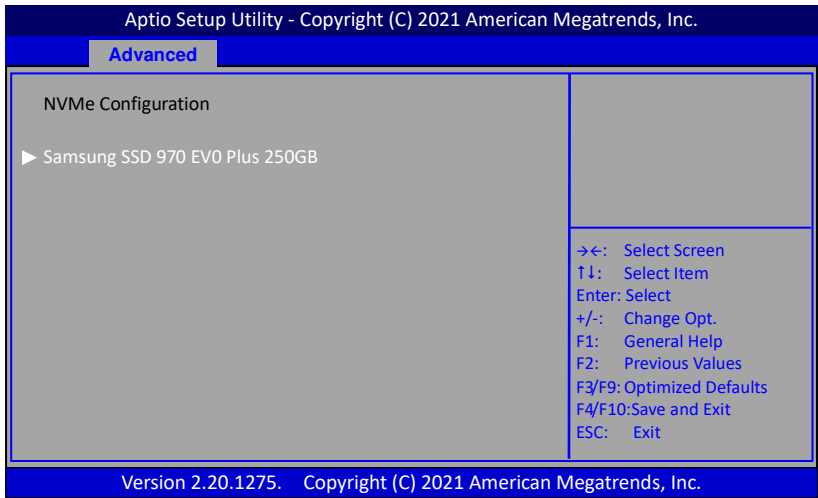 Aptio Setup Utility - Copyright (C) 2021 American Megatrends, Inc.
Advanced
NVMe Configuration
▶ Samsung SSD 970 EV0 Plus 250GB
→←: Select Screen
↑↓: Select Item
Enter: Select
+/-: Change Opt.
F1: General Help
F2: Previous Values
F3/F9: Optimized Defaults
F4/F10:Save and Exit
ESC: Exit
Version 2.20.1275. Copyright (C) 2021 American Megatrends, Inc.